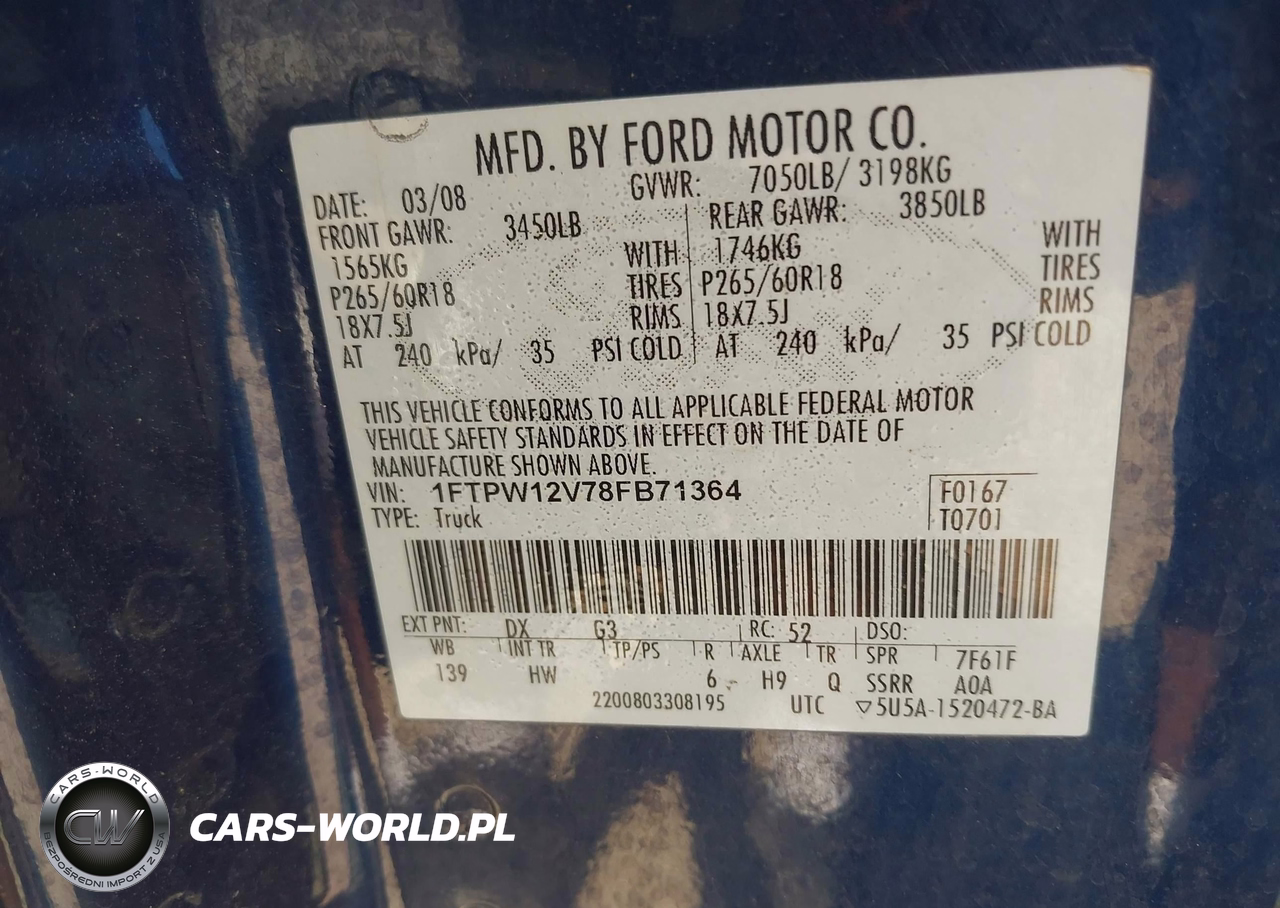 MFD. BY FORD MOTOR CO.
DATE: 03/08 GVWR: 7050LB/ 3198KG
FRONT GAWR: 3450LB REAR GAWR: 3850LB
1565KG WITH 1746KG WITH
P265/60R18 TIRES P265/60R18 TIRES
18X7.5J RIMS 18X7.5J RIMS
AT 240 kPa/ 35 PSI COLD AT 240 kPa/ 35 PSI COLD
THIS VEHICLE CONFORMS TO ALL APPLICABLE FEDERAL MOTOR
VEHICLE SAFETY STANDARDS IN EFFECT ON THE DATE OF
MANUFACTURE SHOWN ABOVE.
VIN: 1FTPW12V78FB71364 F0167
TYPE: Truck T0701
EXT PNT: DX G3 RC: 52 DSO:
WB INT TR TP/PS R AXLE TR SPR 7F61F
139 HW 6 H9 Q SSRR A0A
2200803308195 UTC ▽5U5A-1520472-BA
CARS-WORLD
CW
BEZPOŚREDNI IMPORT Z USA
CARS-WORLD.PL